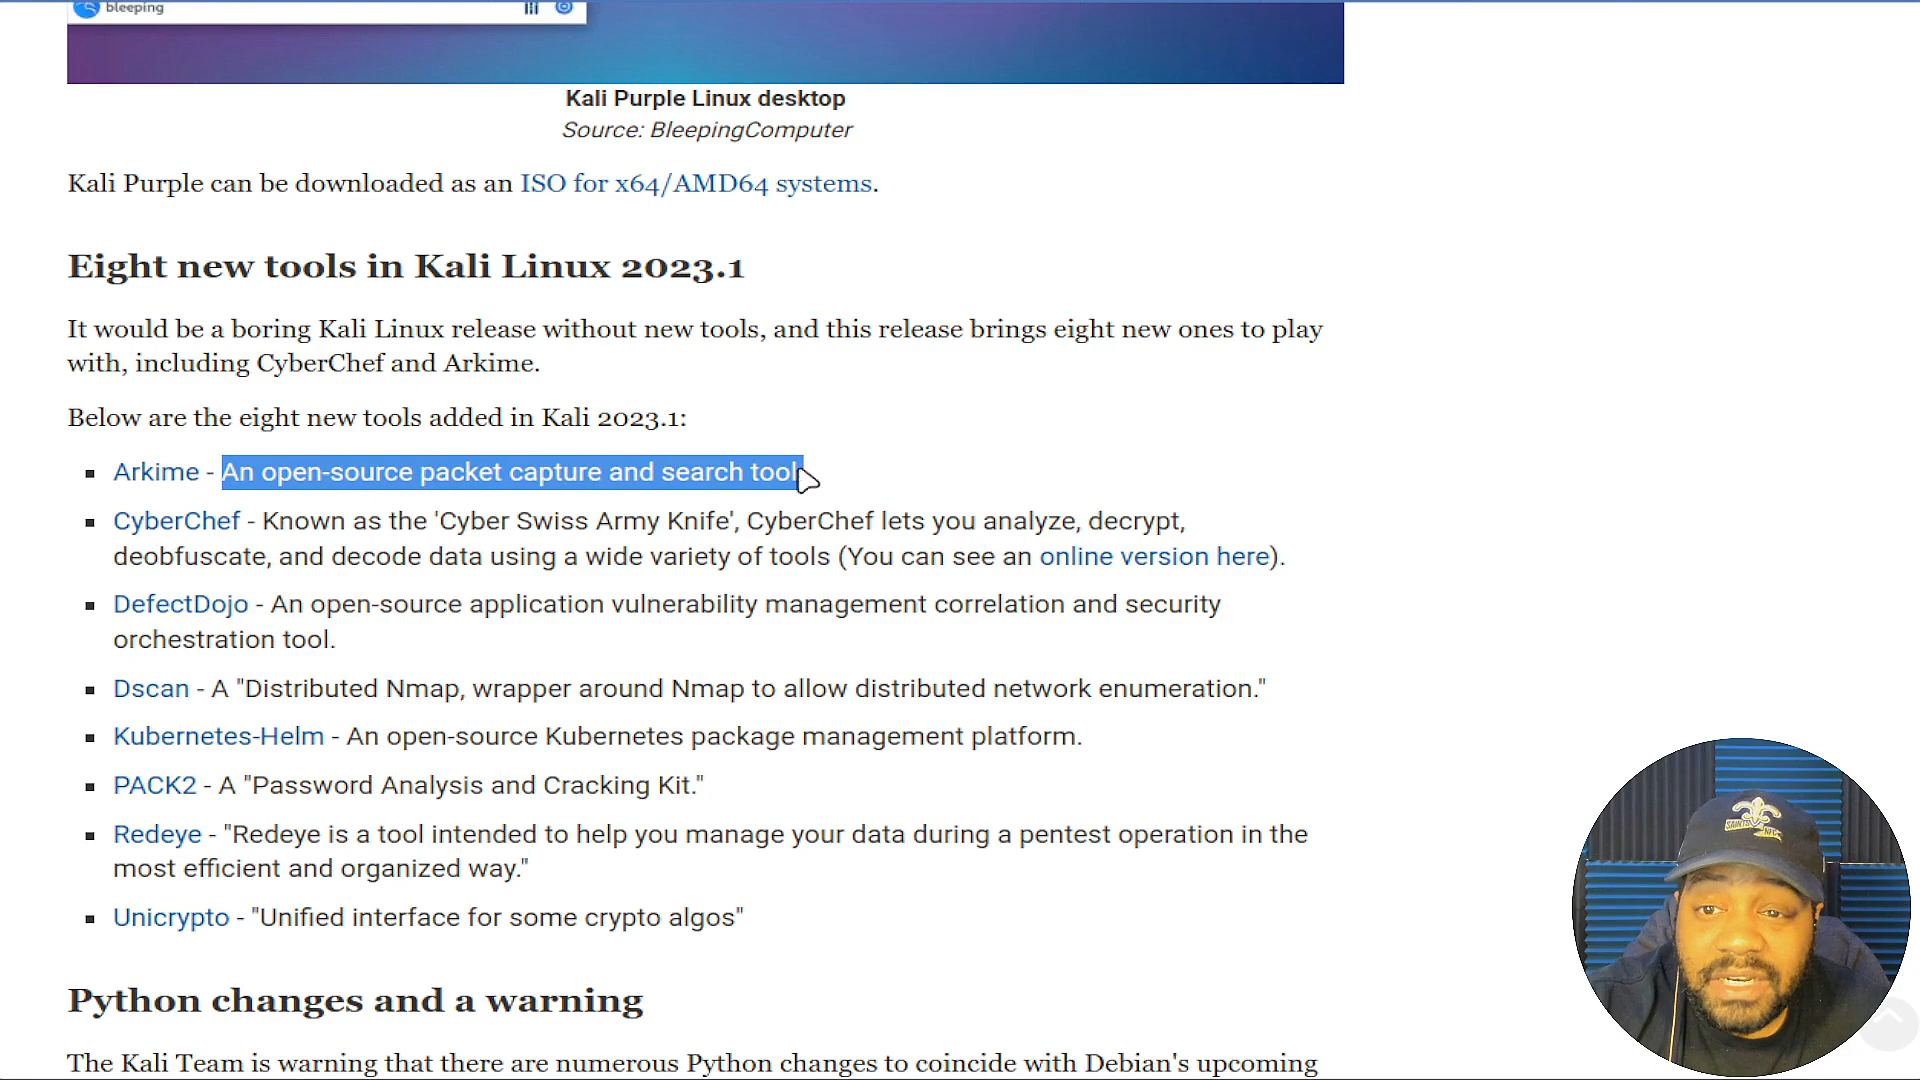 bleeping
Kali Purple Linux desktop
Source: BleepingComputer
Kali Purple can be downloaded as an ISO for x64/AMD64 systems.
Eight new tools in Kali Linux 2023.1
It would be a boring Kali Linux release without new tools, and this release brings eight new ones to play
with, including CyberChef and Arkime.
Below are the eight new tools added in Kali 2023.1:
Arkime - An open-source packet capture and search tool
CyberChef - Known as the 'Cyber Swiss Army Knife', CyberChef lets you analyze, decrypt,
deobfuscate, and decode data using a wide variety of tools (You can see an online version here).
DefectDojo - An open-source application vulnerability management correlation and security
orchestration tool.
Dscan - A "Distributed Nmap, wrapper around Nmap to allow distributed network enumeration."
Kubernetes-Helm - An open-source Kubernetes package management platform.
PACK2 - A "Password Analysis and Cracking Kit."
Redeye - "Redeye is a tool intended to help you manage your data during a pentest operation in the
most efficient and organized way."
Unicrypto - "Unified interface for some crypto algos"
SAINTS NFC
Python changes and a warning
The Kali Team is warning that there are numerous Python changes to coincide with Debian's upcoming